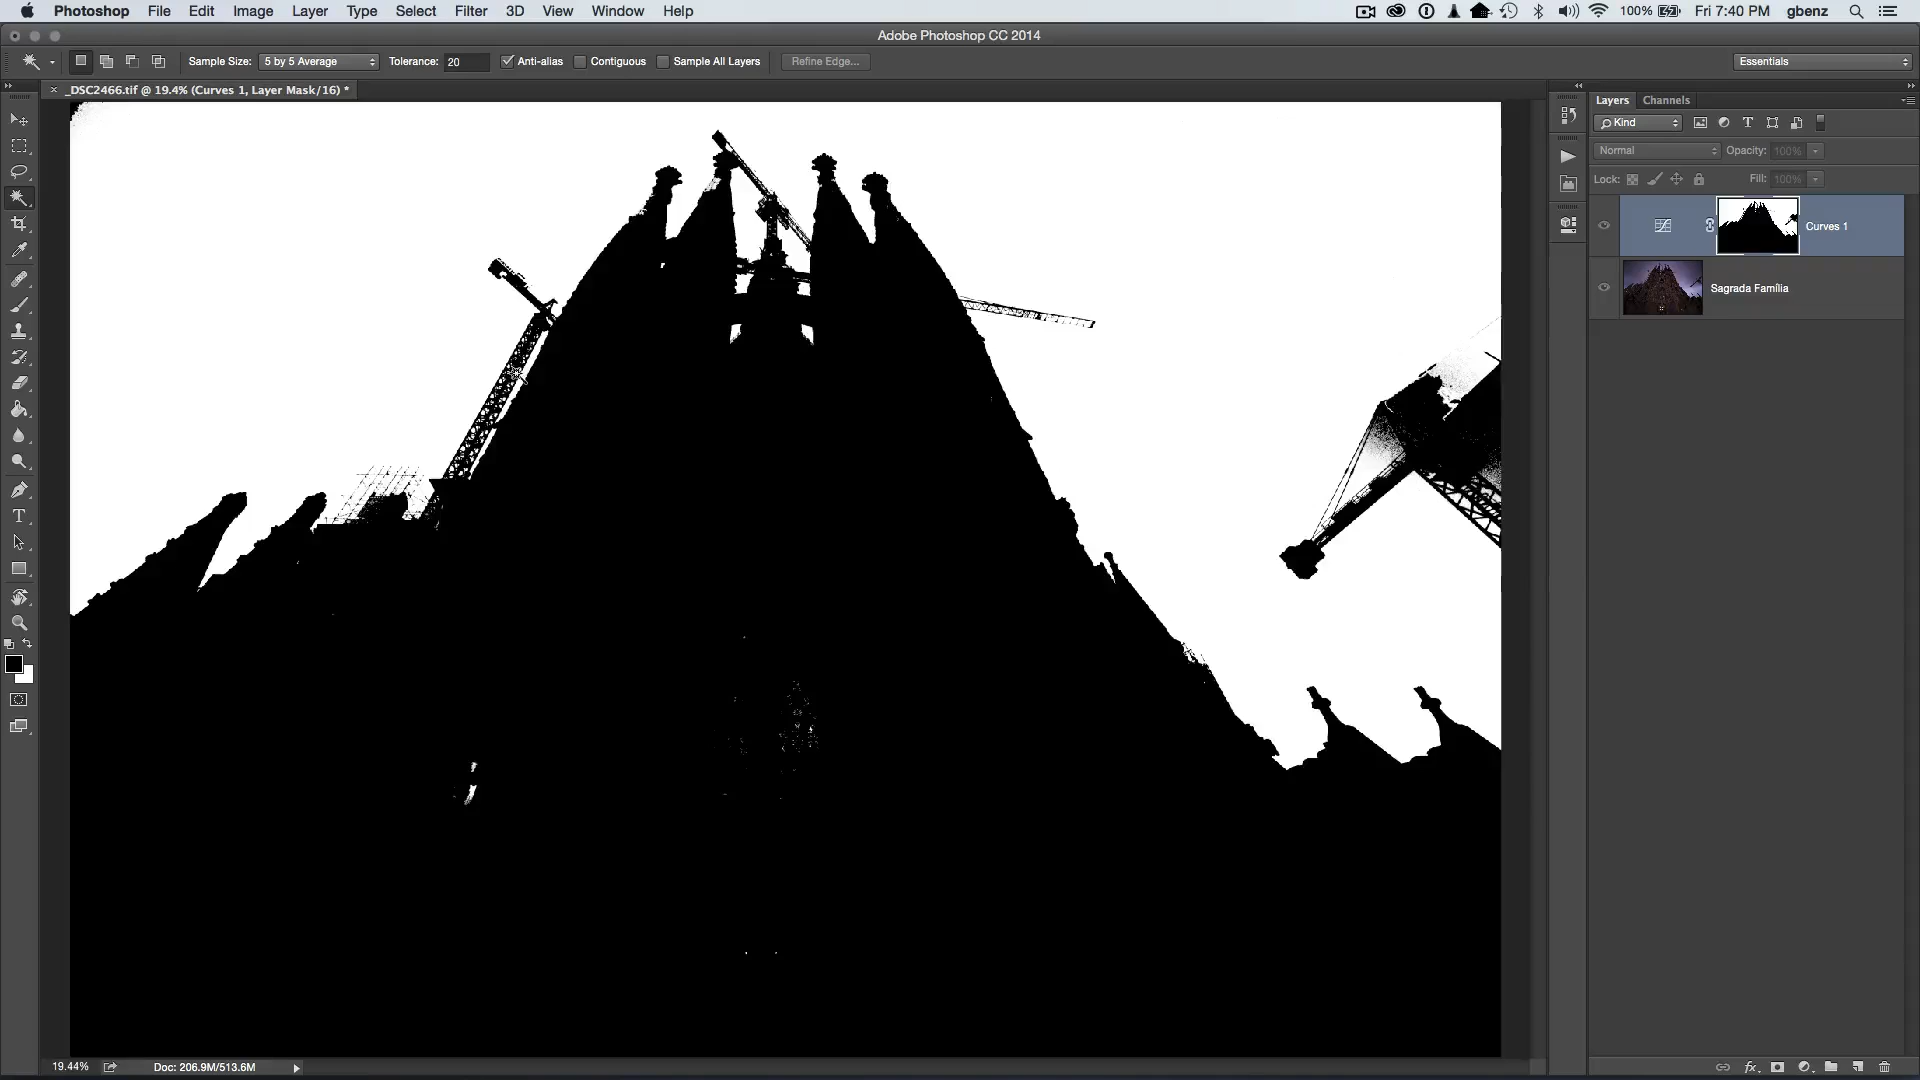 Photoshop File Edit Image Layer Type Select Filter 3D View Window Help 100% Fri 7:40 PM gbenz
Adobe Photoshop CC 2014
Sample Size: 5 by 5 Average Tolerance: 20 Anti-alias Contiguous Sample All Layers Refine Edge... Essentials
_DSC2466.tif @ 19.4% (Curves 1, Layer Mask/16) *
Layers Channels
Kind
Normal Opacity: 100%
Lock: Fill: 100%
Curves 1
Sagrada Família
19.44% Doc: 206.9M/513.6M